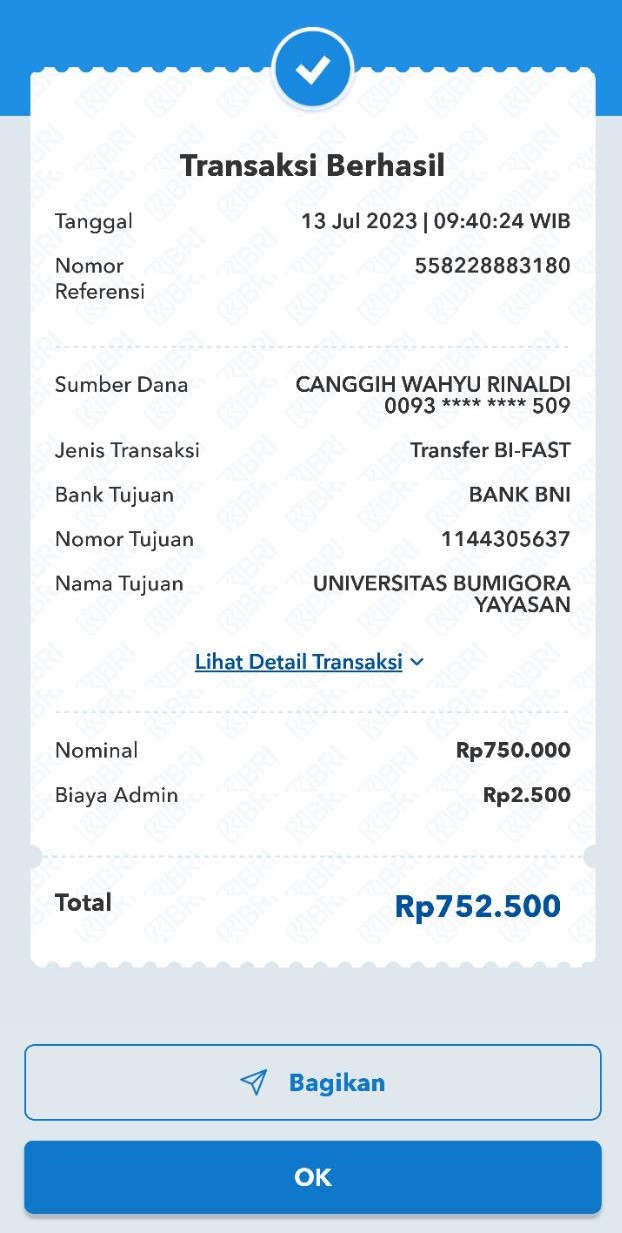 Transaksi Berhasil
Tanggal 13 Jul 2023 | 09:40:24 WIB
Nomor Referensi 558228883180
Sumber Dana CANGGIH WAHYU RINALDI
0093 **** **** 509
Jenis Transaksi Transfer BI-FAST
Bank Tujuan BANK BNI
Nomor Tujuan 1144305637
Nama Tujuan UNIVERSITAS BUMIGORA
YAYASAN
Lihat Detail Transaksi
Nominal Rp750.000
Biaya Admin Rp2.500
Total Rp752.500
Bagikan
OK